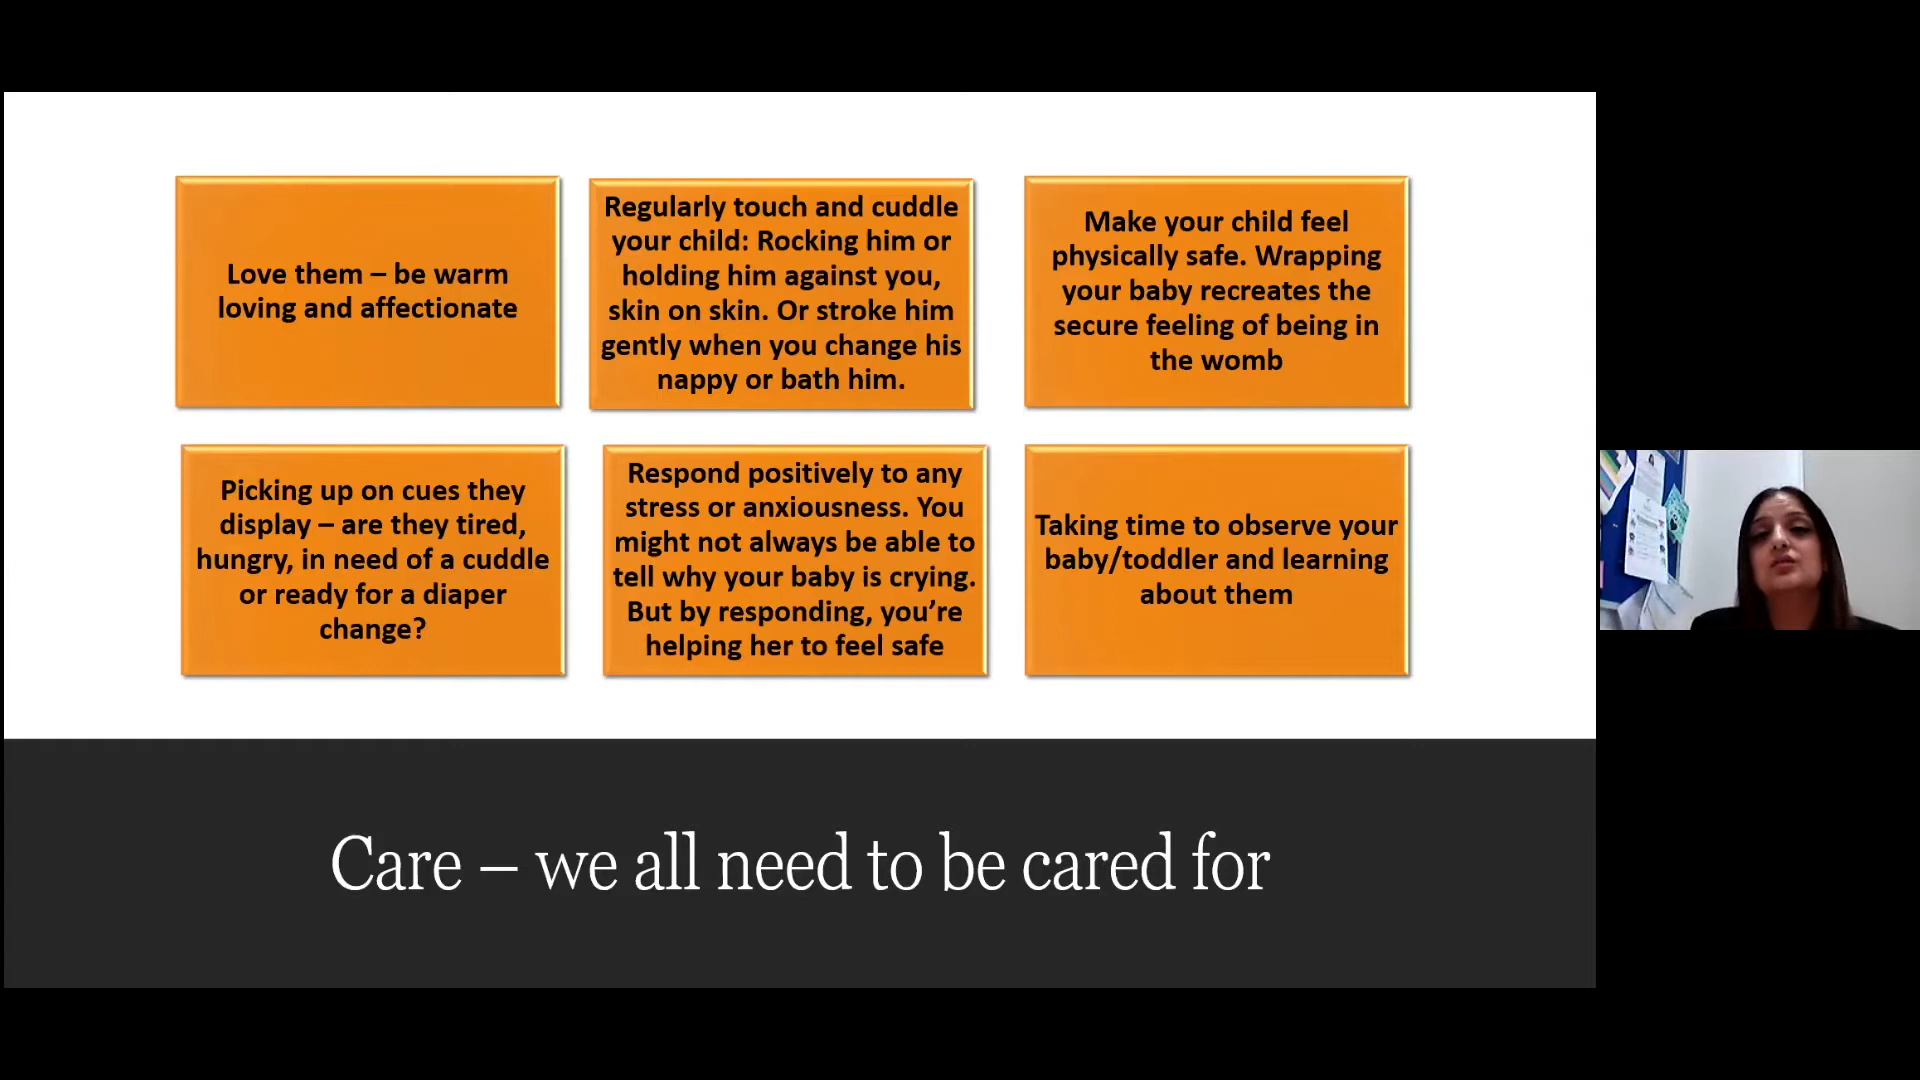 Love them – be warm
loving and affectionate
Regularly touch and cuddle
your child: Rocking him or
holding him against you,
skin on skin. Or stroke him
gently when you change his
nappy or bath him.
Make your child feel
physically safe. Wrapping
your baby recreates the
secure feeling of being in
the womb
Picking up on cues they
display – are they tired,
hungry, in need of a cuddle
or ready for a diaper
change?
Respond positively to any
stress or anxiousness. You
might not always be able to
tell why your baby is crying.
But by responding, you’re
helping her to feel safe
Taking time to observe your
baby/toddler and learning
about them
Care – we all need to be cared for